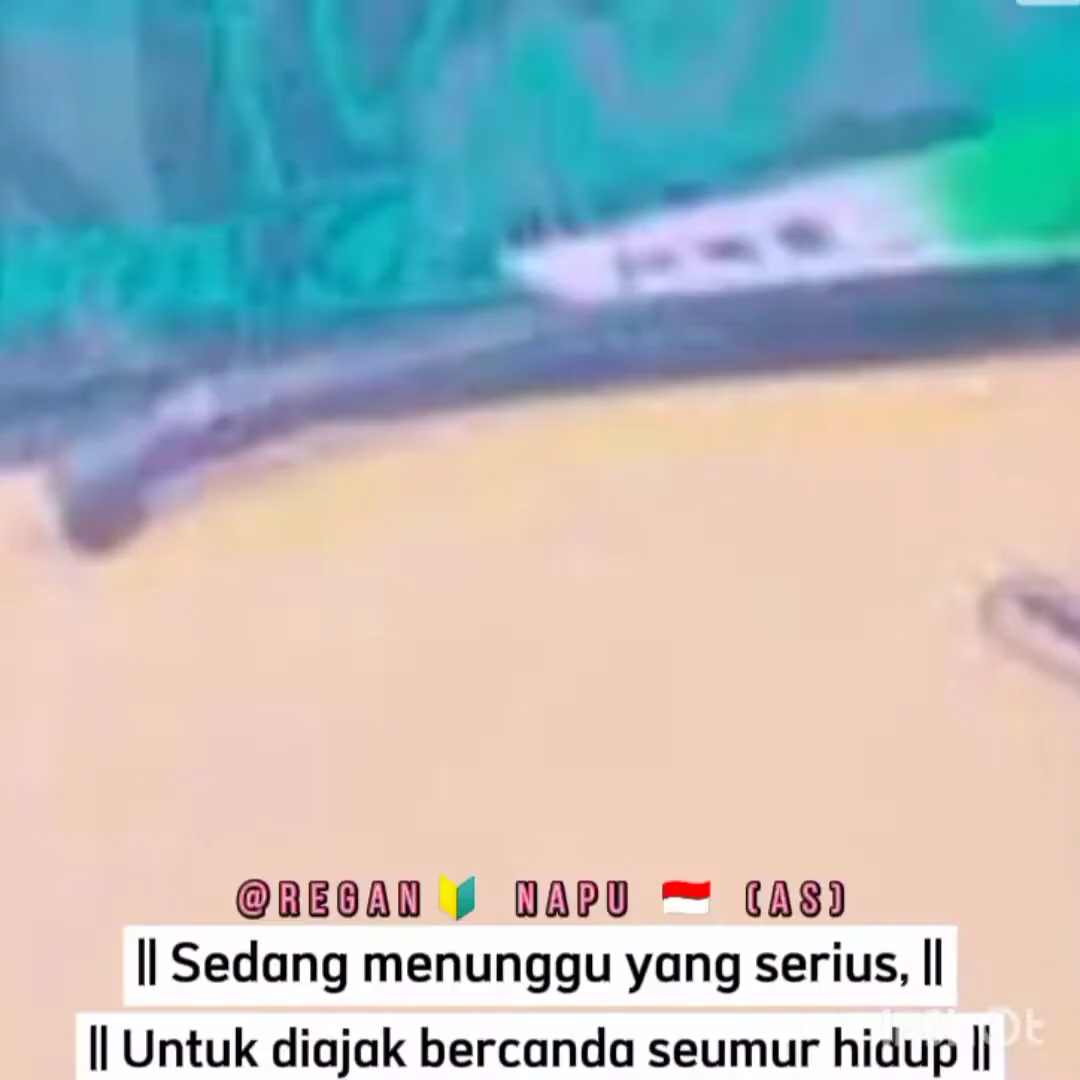 @REGAN🔰 NAPU 🇮🇩 (AS)
|| Sedang menunggu yang serius, ||
|| Untuk diajak bercanda seumur hidup ||